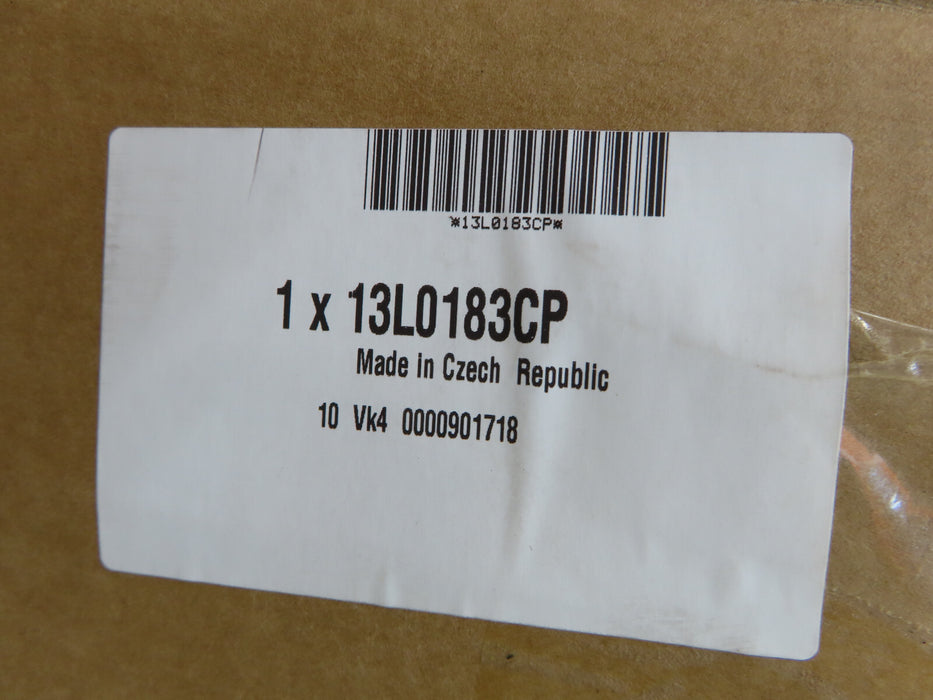 *13L0183CP*
1 x 13L0183CP
Made in Czech Republic
10 Vk4 0000901718